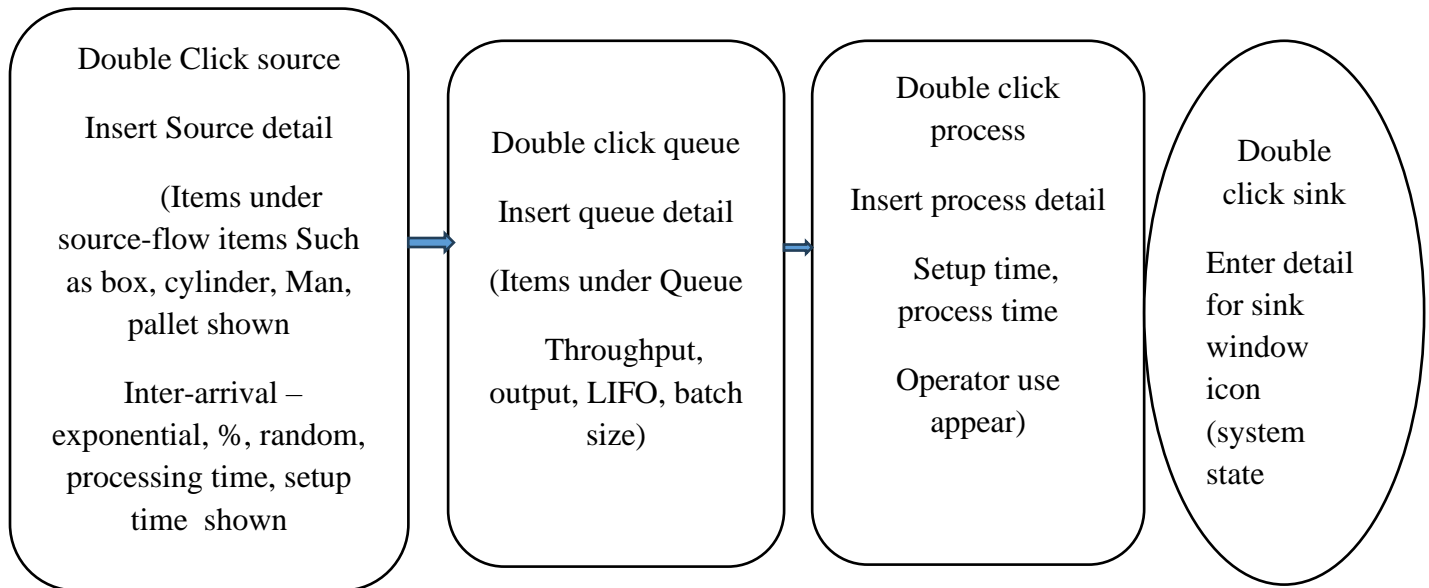 Double Click source
Insert Source detail
(Items under
source-flow items Such
as box, cylinder, Man,
pallet shown
Inter-arrival –
exponential, %, random,
processing time, setup
time shown
Double click queue
Insert queue detail
(Items under Queue
Throughput,
output, LIFO, batch
size)
Double click
process
Insert process detail
Setup time,
process time
Operator use
appear)
Double
click sink
Enter detail
for sink
window
icon
(system
state